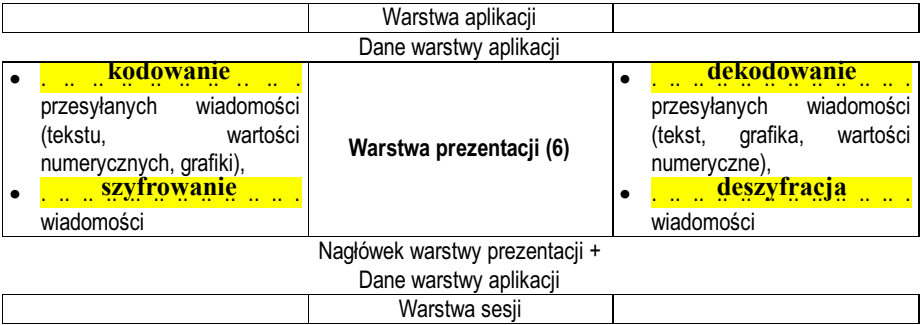 Warstwa aplikacji
Dane warstwy aplikacji
• kodowanie
przesyłanych wiadomości
(tekstu, wartości
numerycznych, grafiki),
• szyfrowanie
wiadomości
Warstwa prezentacji (6)
• dekodowanie
przesyłanych wiadomości
(tekst, grafika, wartości
numeryczne),
• deszyfracja
wiadomości
Nagłówek warstwy prezentacji +
Dane warstwy aplikacji
Warstwa sesji